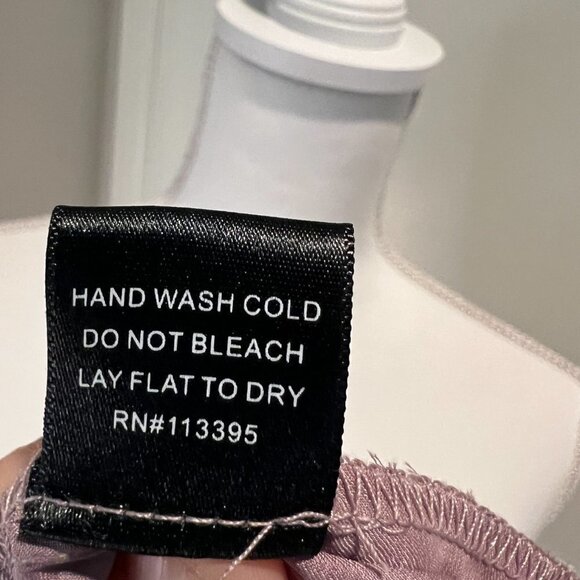 HAND WASH COLD
DO NOT BLEACH
LAY FLAT TO DRY
RN#113395